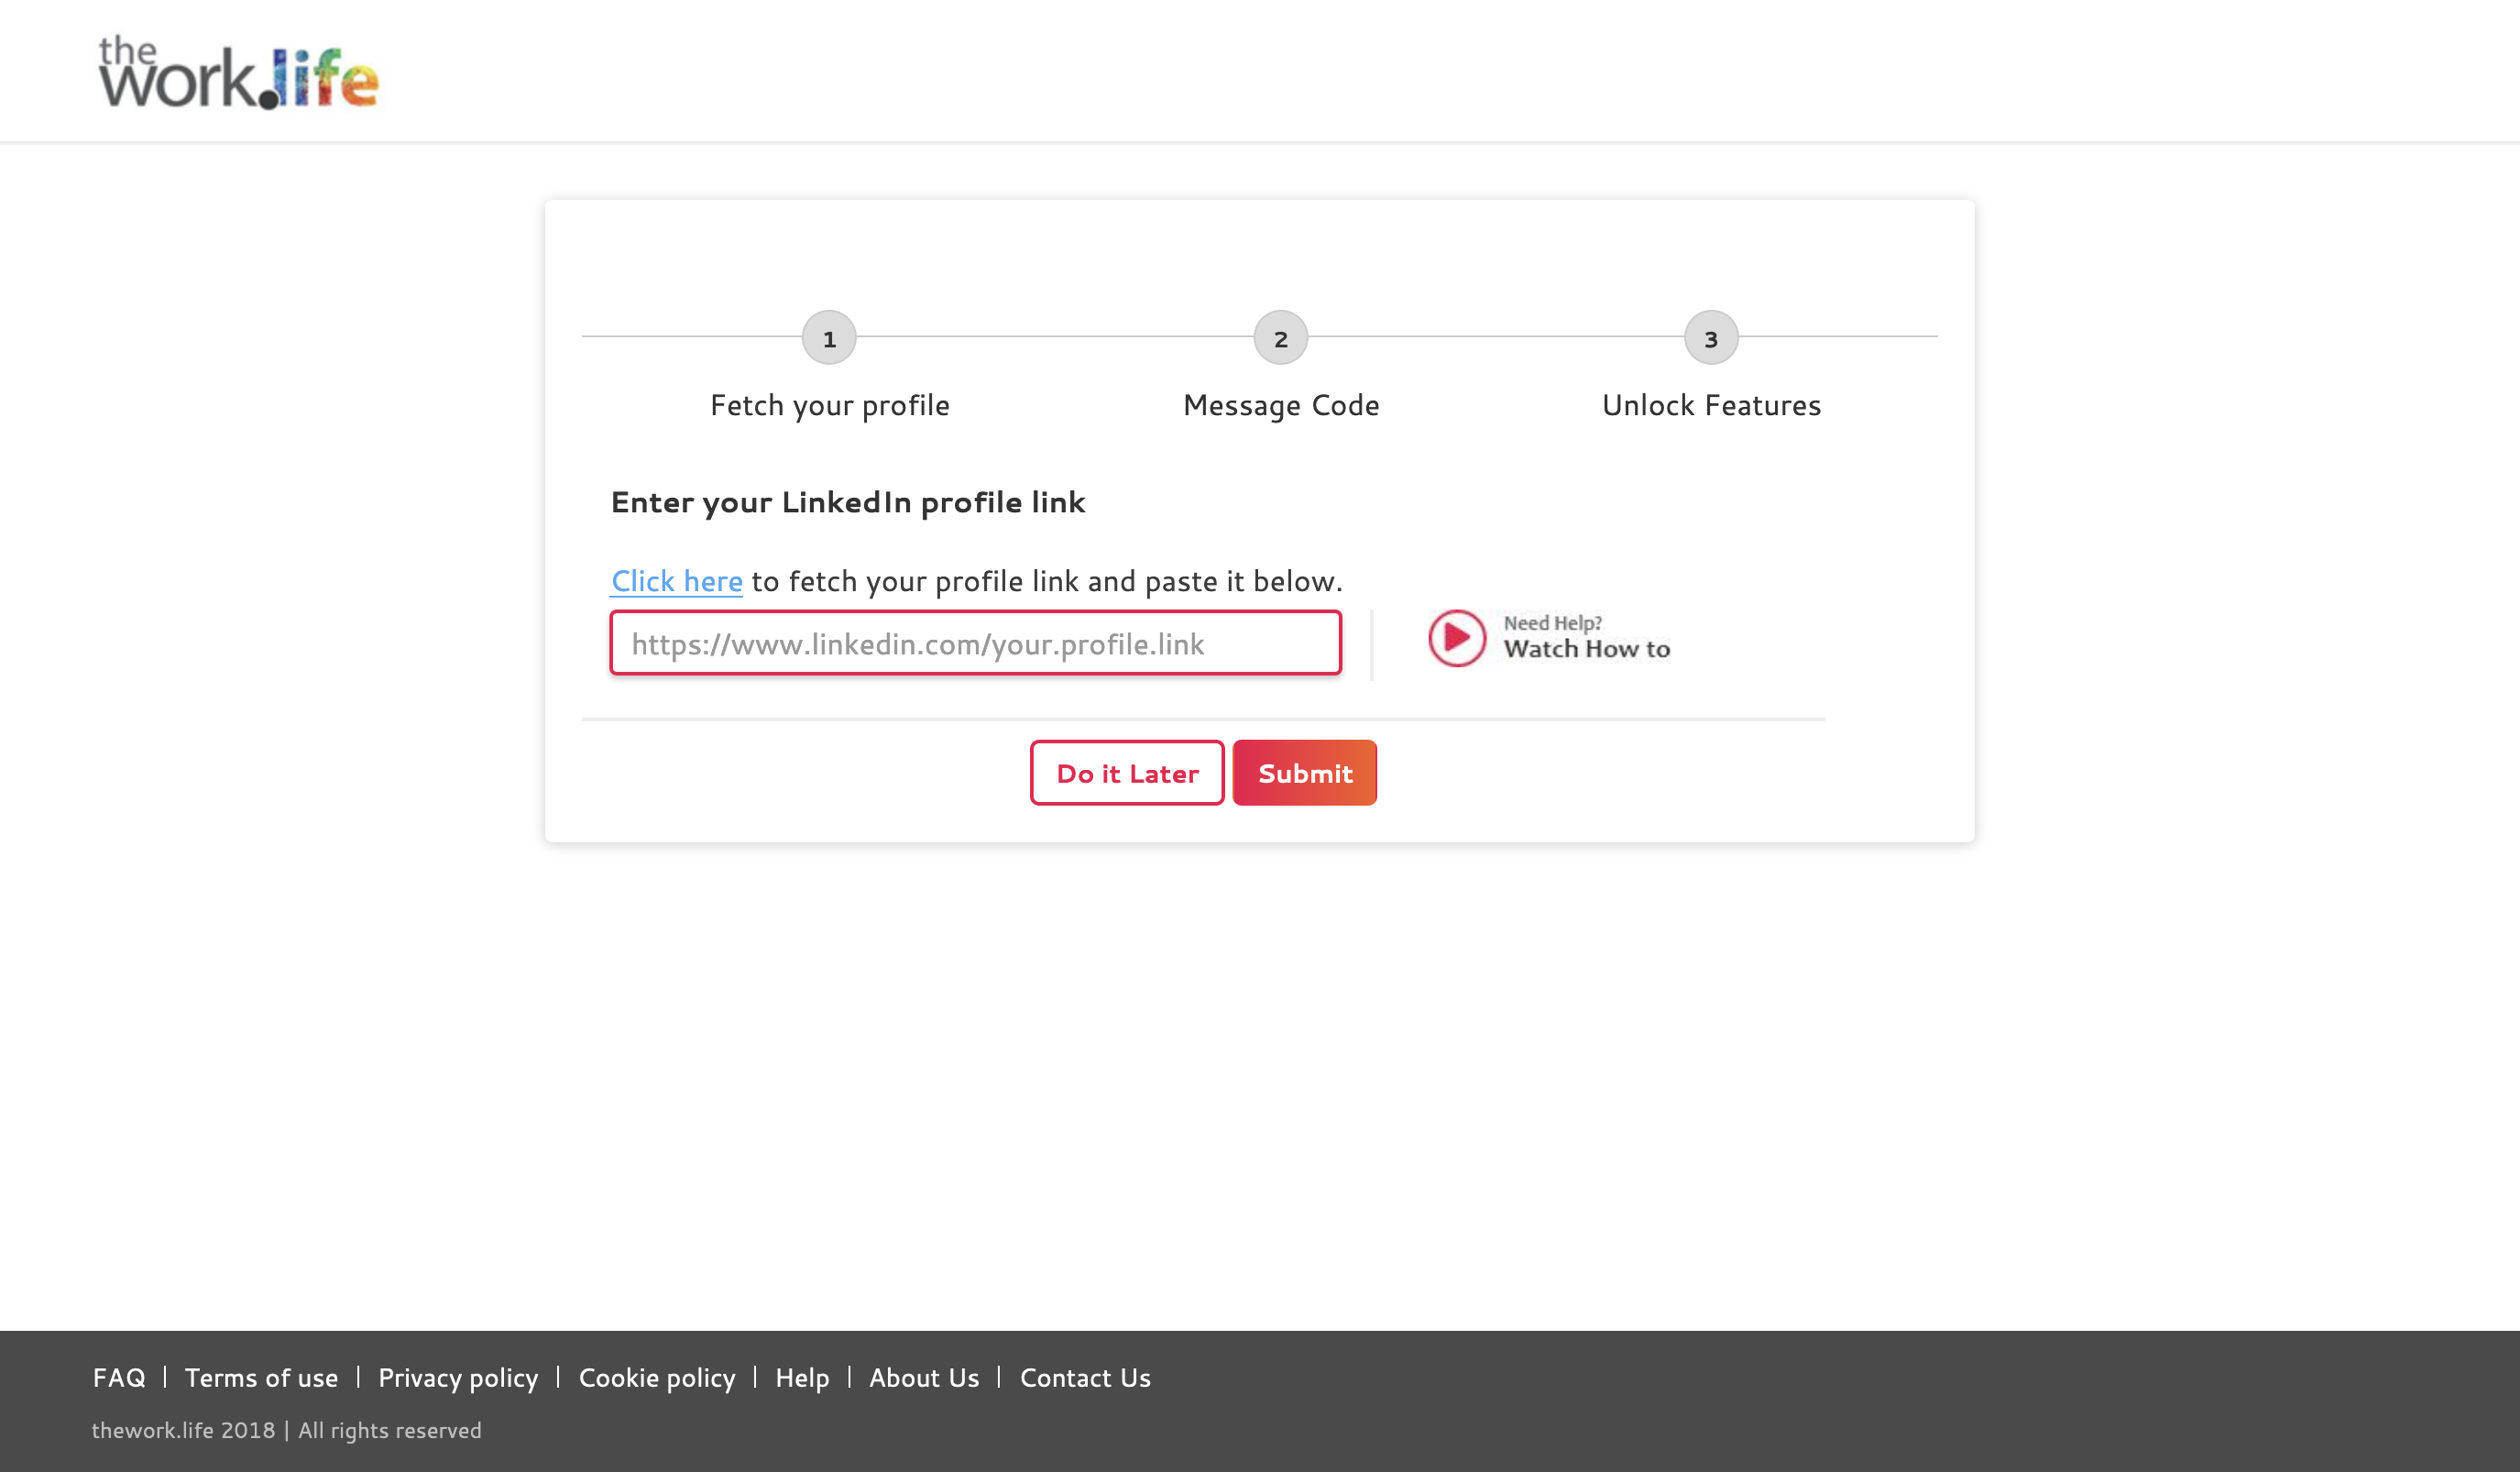 the
work.life
1
2
3
Fetch your profile
Message Code
Unlock Features
Enter your LinkedIn profile link
Click here to fetch your profile link and paste it below.
https://www.linkedin.com/your.profile.link
Need Help?
Watch How to
Do it Later
Submit
FAQ | Terms of use | Privacy policy | Cookie policy | Help | About Us | Contact Us
thework.life 2018 | All rights reserved